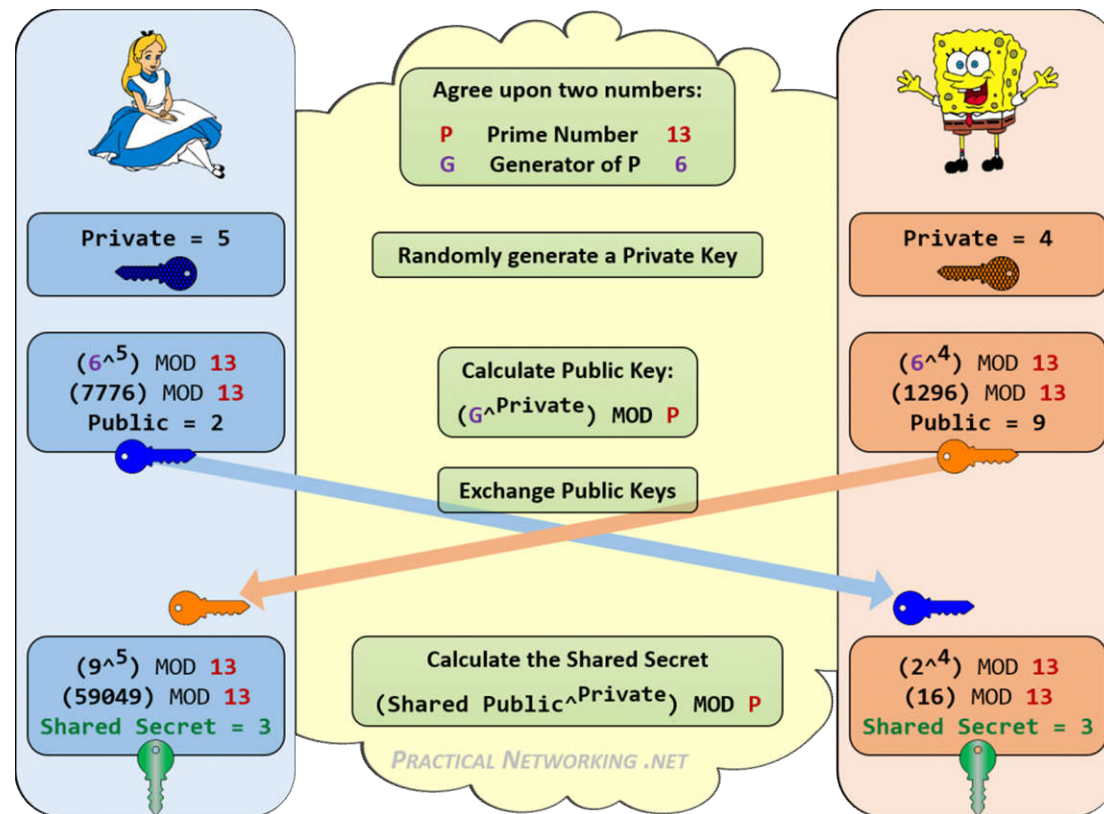 Agree upon two numbers:
P Prime Number 13
G Generator of P 6
Private = 5
Randomly generate a Private Key
Private = 4
(6^5) MOD 13
(7776) MOD 13
Public = 2
Calculate Public Key:
(G^Private) MOD P
(6^4) MOD 13
(1296) MOD 13
Public = 9
Exchange Public Keys
(9^5) MOD 13
(59049) MOD 13
Shared Secret = 3
Calculate the Shared Secret
(Shared Public^Private) MOD P
(2^4) MOD 13
(16) MOD 13
Shared Secret = 3
PRACTICAL NETWORKING .NET